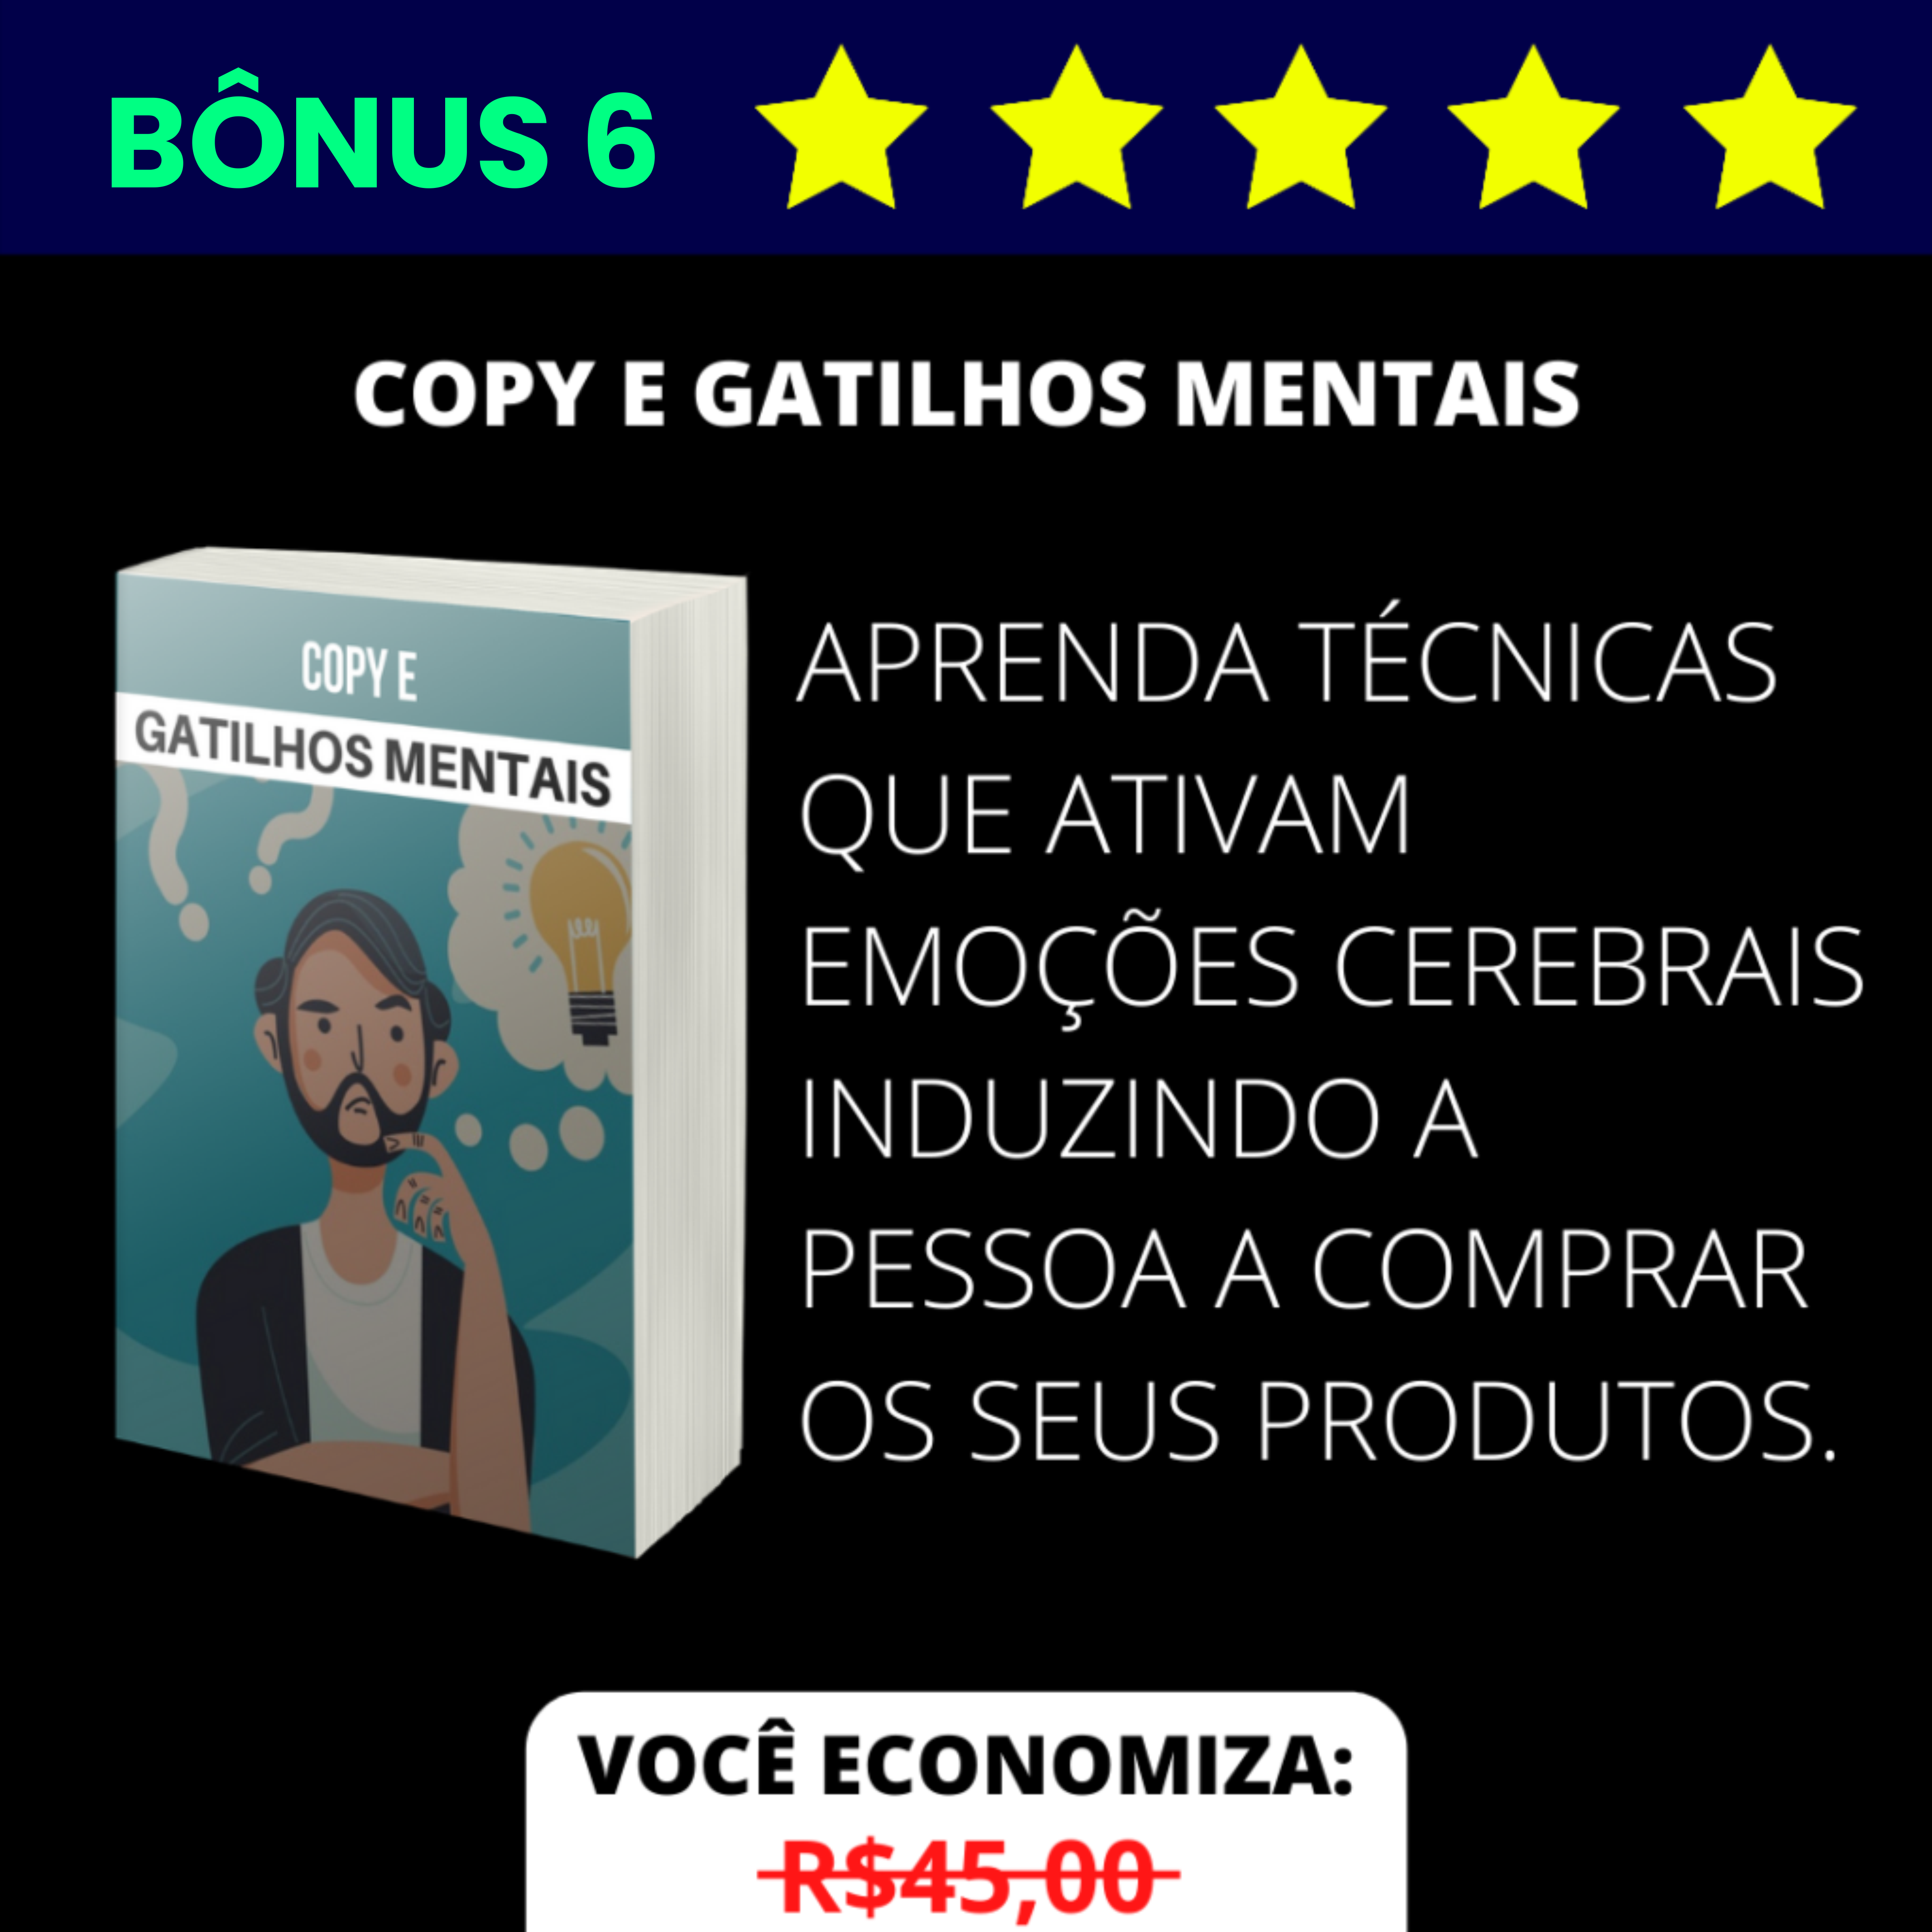 BÔNUS 6
COPY E GATILHOS MENTAIS
COPY E
GATILHOS MENTAIS
APRENDA TÉCNICAS
QUE ATIVAM
EMOÇÕES CEREBRAIS
INDUZINDO A
PESSOA A COMPRAR
OS SEUS PRODUTOS.
VOCÊ ECONOMIZA:
R$45,00